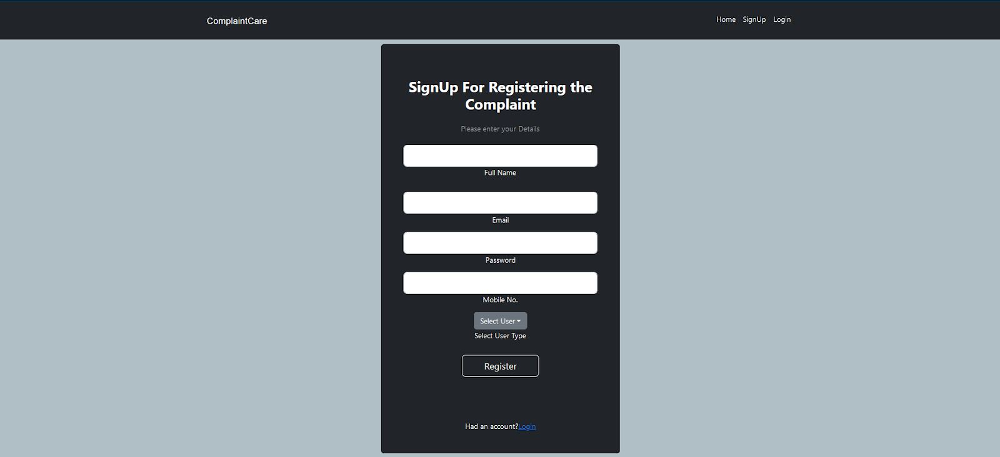 ComplaintCare
Home SignUp Login
SignUp For Registering the
Complaint
Please enter your Details
Full Name
Email
Password
Mobile No.
Select User
Select User Type
Register
Had an account?Login